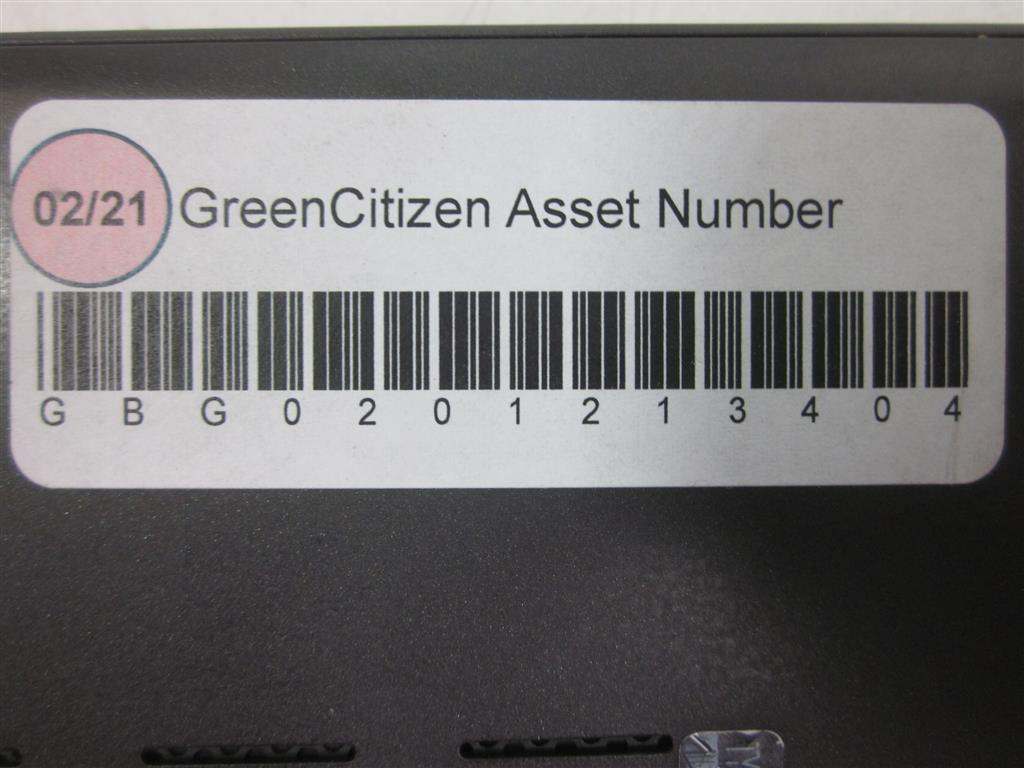 02/21 GreenCitizen Asset Number
G B G 0 2 0 1 2 1 3 4 0 4